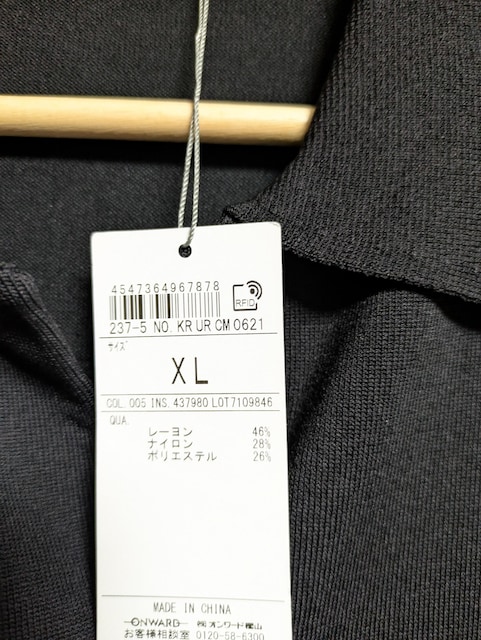 4547364967878
RFID
237-5 NO. KR UR CM 0621
サイズ
XL
COL. 005 INS. 437980 LOT7109846
QUA.
レーヨン 46%
ナイロン 28%
ポリエステル 26%
MADE IN CHINA
ONWARD ㈱オンワード樫山
お客様相談室 0120-58-6300